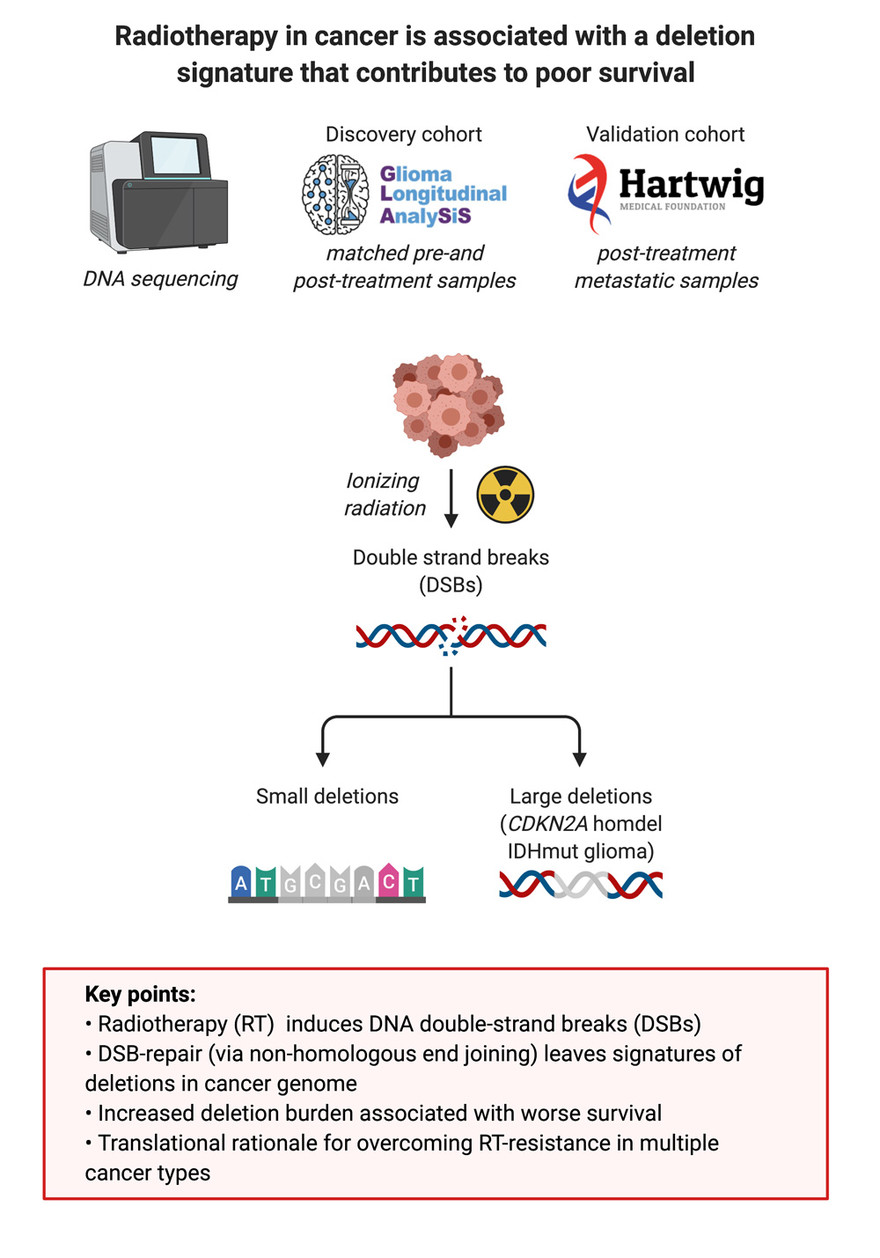 Radiotherapy in cancer is associated with a deletion
signature that contributes to poor survival
Discovery cohort
Validation cohort
Glioma
Longitudinal
AnalySiS
Hartwig
MEDICAL FOUNDATION
DNA sequencing
matched pre-and
post-treatment samples
post-treatment
metastatic samples
Ionizing
radiation
Double strand breaks
(DSBs)
Small deletions
Large deletions
(CDKN2A homdel
IDHmut glioma)
A T G C G A C T
Key points:
• Radiotherapy (RT)  induces DNA double-strand breaks (DSBs)
• DSB-repair (via non-homologous end joining) leaves signatures of
deletions in cancer genome
• Increased deletion burden associated with worse survival
• Translational rationale for overcoming RT-resistance in multiple
cancer types